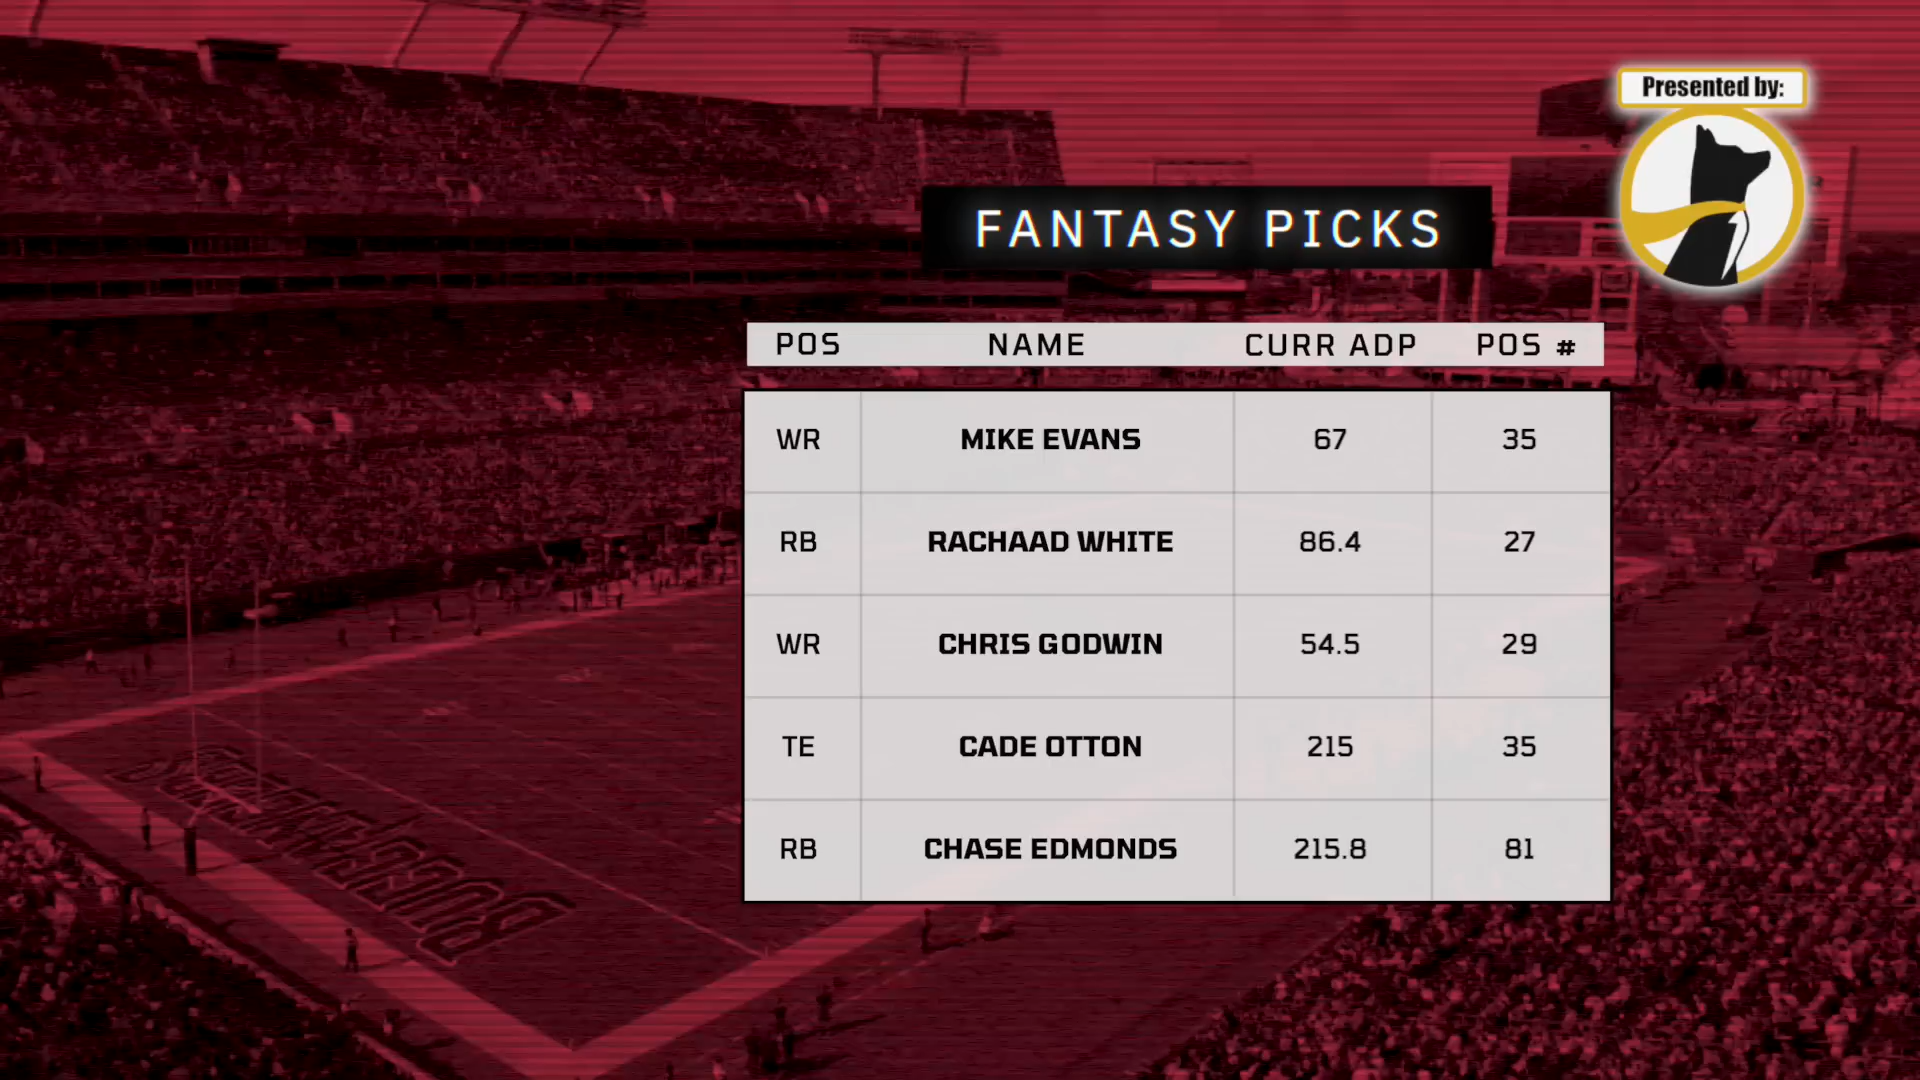 Presented by:
FANTASY PICKS
POS NAME CURR ADP POS #
WR MIKE EVANS 67 35
RB RACHAAD WHITE 86.4 27
WR CHRIS GODWIN 54.5 29
TE CADE OTTON 215 35
RB CHASE EDMONDS 215.8 81
BUCCANEERS